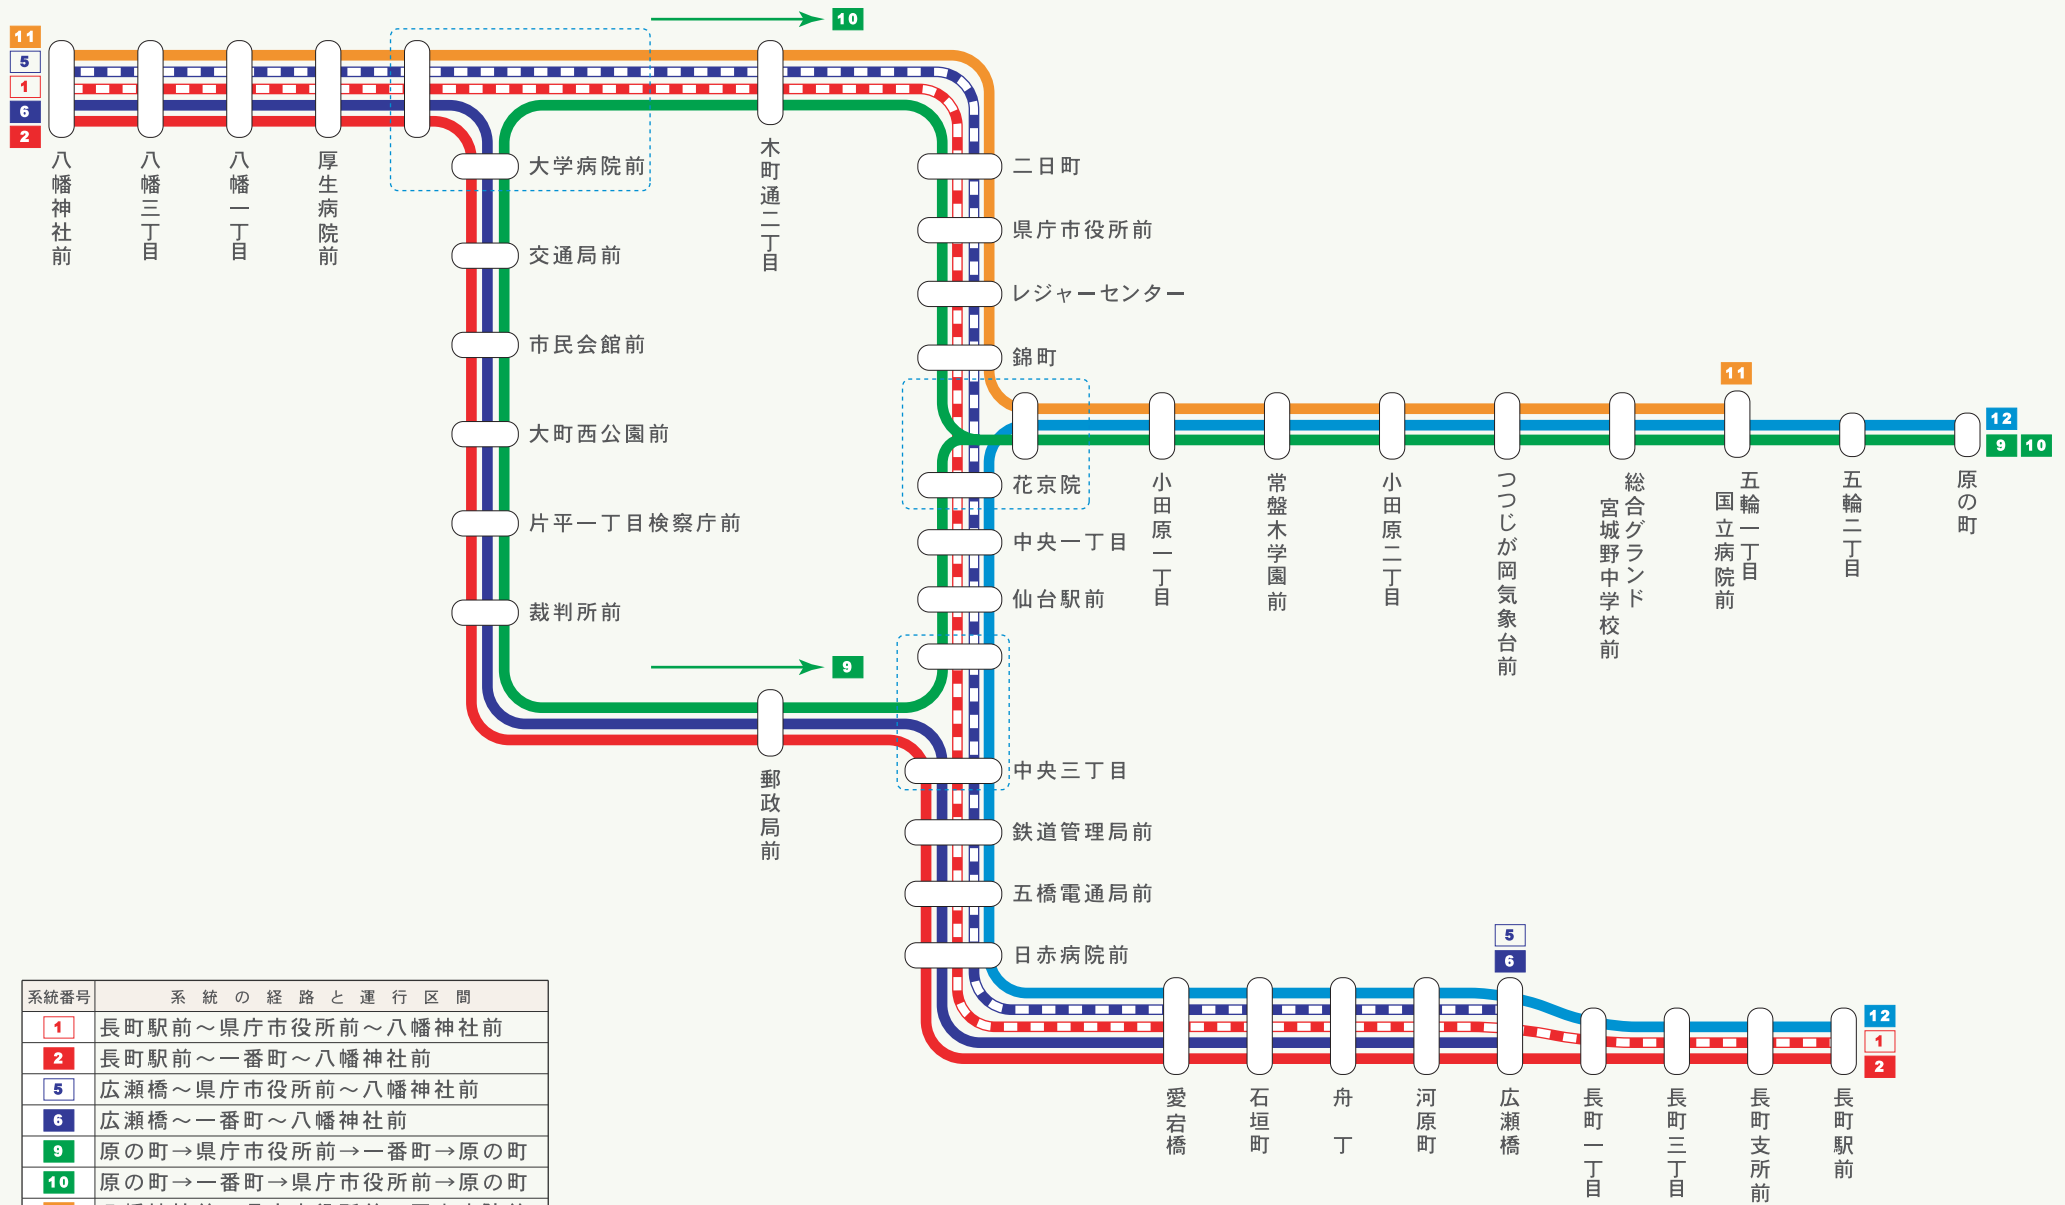 11
5
1
6
2
10
八幡神社前
八幡三丁目
八幡一丁目
厚生病院前
大学病院前
交通局前
市民会館前
大町西公園前
片平一丁目検察庁前
裁判所前
木町通二丁目
二日町
県庁市役所前
レジャーセンター
錦町
花京院
中央一丁目
仙台駅前
9
郵政局前
中央三丁目
鉄道管理局前
五橋電通局前
日赤病院前
小田原一丁目
常盤木学園前
小田原二丁目
つつじが岡気象台前
総合グランド
宮城野中学校前
11
五輪一丁目
国立病院前
五輪二丁目
原の町
12
9 10
愛宕橋
石垣町
舟丁
河原町
5
6
広瀬橋
長町一丁目
長町三丁目
長町支所前
長町駅前
12
1
2
系統番号 系統の経路と運行区間
1 長町駅前～県庁市役所前～八幡神社前
2 長町駅前～一番町～八幡神社前
5 広瀬橋～県庁市役所前～八幡神社前
6 広瀬橋～一番町～八幡神社前
9 原の町→県庁市役所前→一番町→原の町
10 原の町→一番町→県庁市役所前→原の町